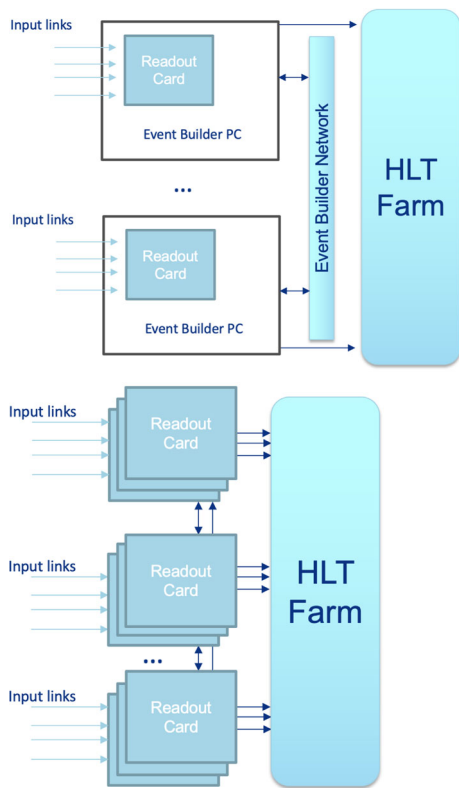 Input links
Readout
Card
Event Builder PC
...
Input links
Readout
Card
Event Builder PC
Event Builder Network
HLT
Farm
Input links
Readout
Card
Input links
Readout
Card
...
Input links
Readout
Card
HLT
Farm